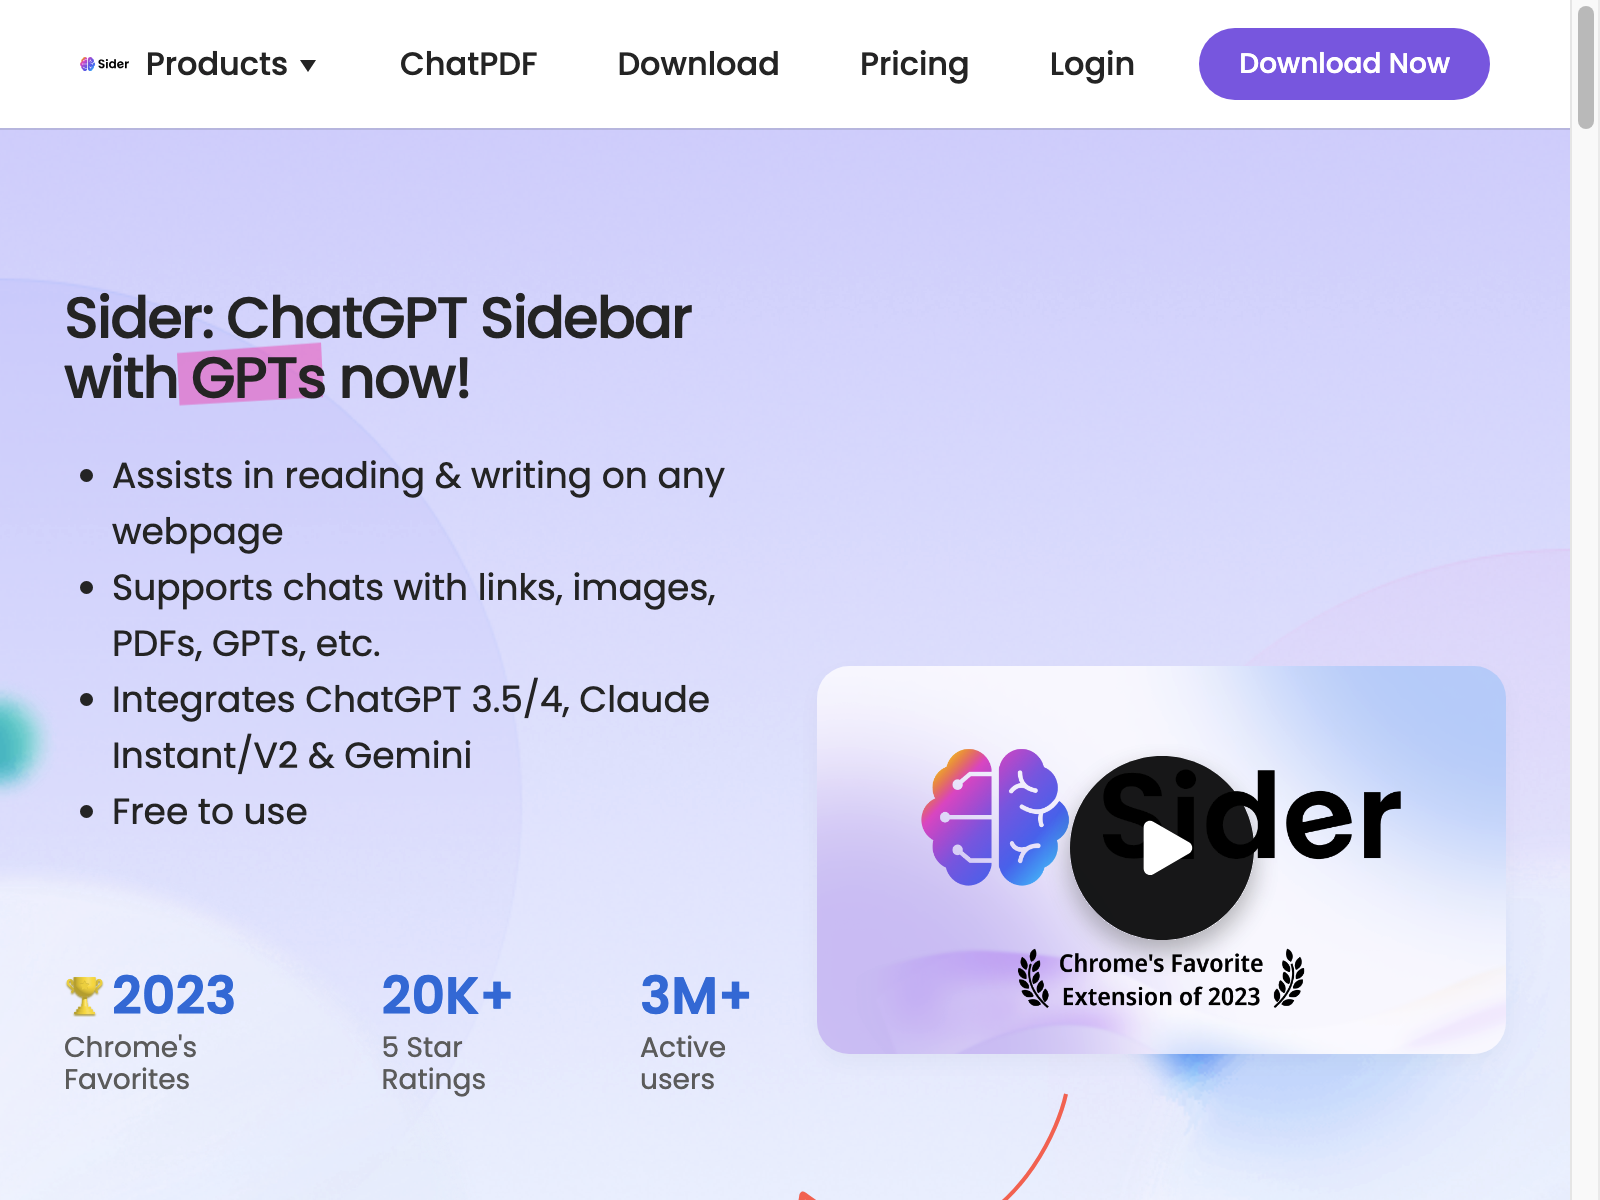 Sider
Products
ChatPDF
Download
Pricing
Login
Download Now
Sider: ChatGPT Sidebar
with GPTs now!
Assists in reading & writing on any
webpage
Supports chats with links, images,
PDFs, GPTs, etc.
Integrates ChatGPT 3.5/4, Claude
Instant/V2 & Gemini
Free to use
2023
Chrome's
Favorites
20K+
5 Star
Ratings
3M+
Active
users
Sider
Chrome's Favorite
Extension of 2023